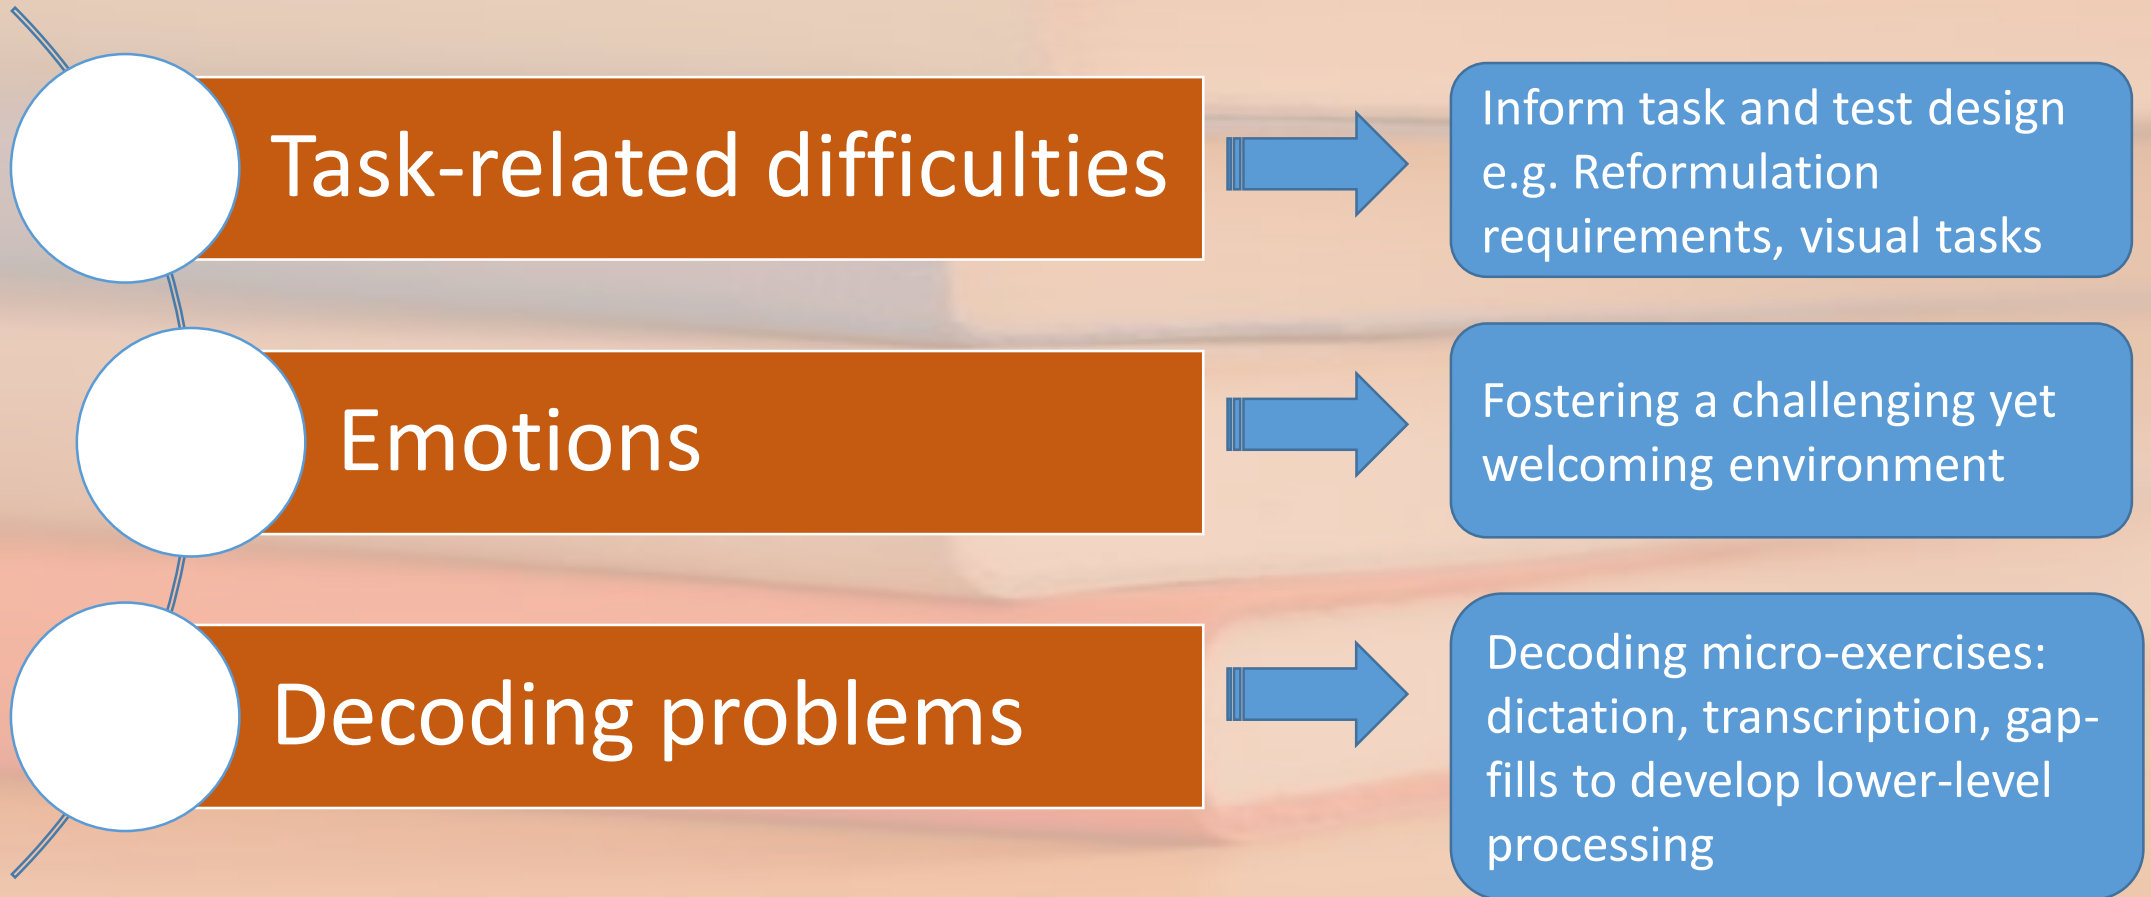 Task-related difficulties
Inform task and test design
e.g. Reformulation
requirements, visual tasks
Emotions
Fostering a challenging yet
welcoming environment
Decoding problems
Decoding micro-exercises:
dictation, transcription, gap-
fills to develop lower-level
processing